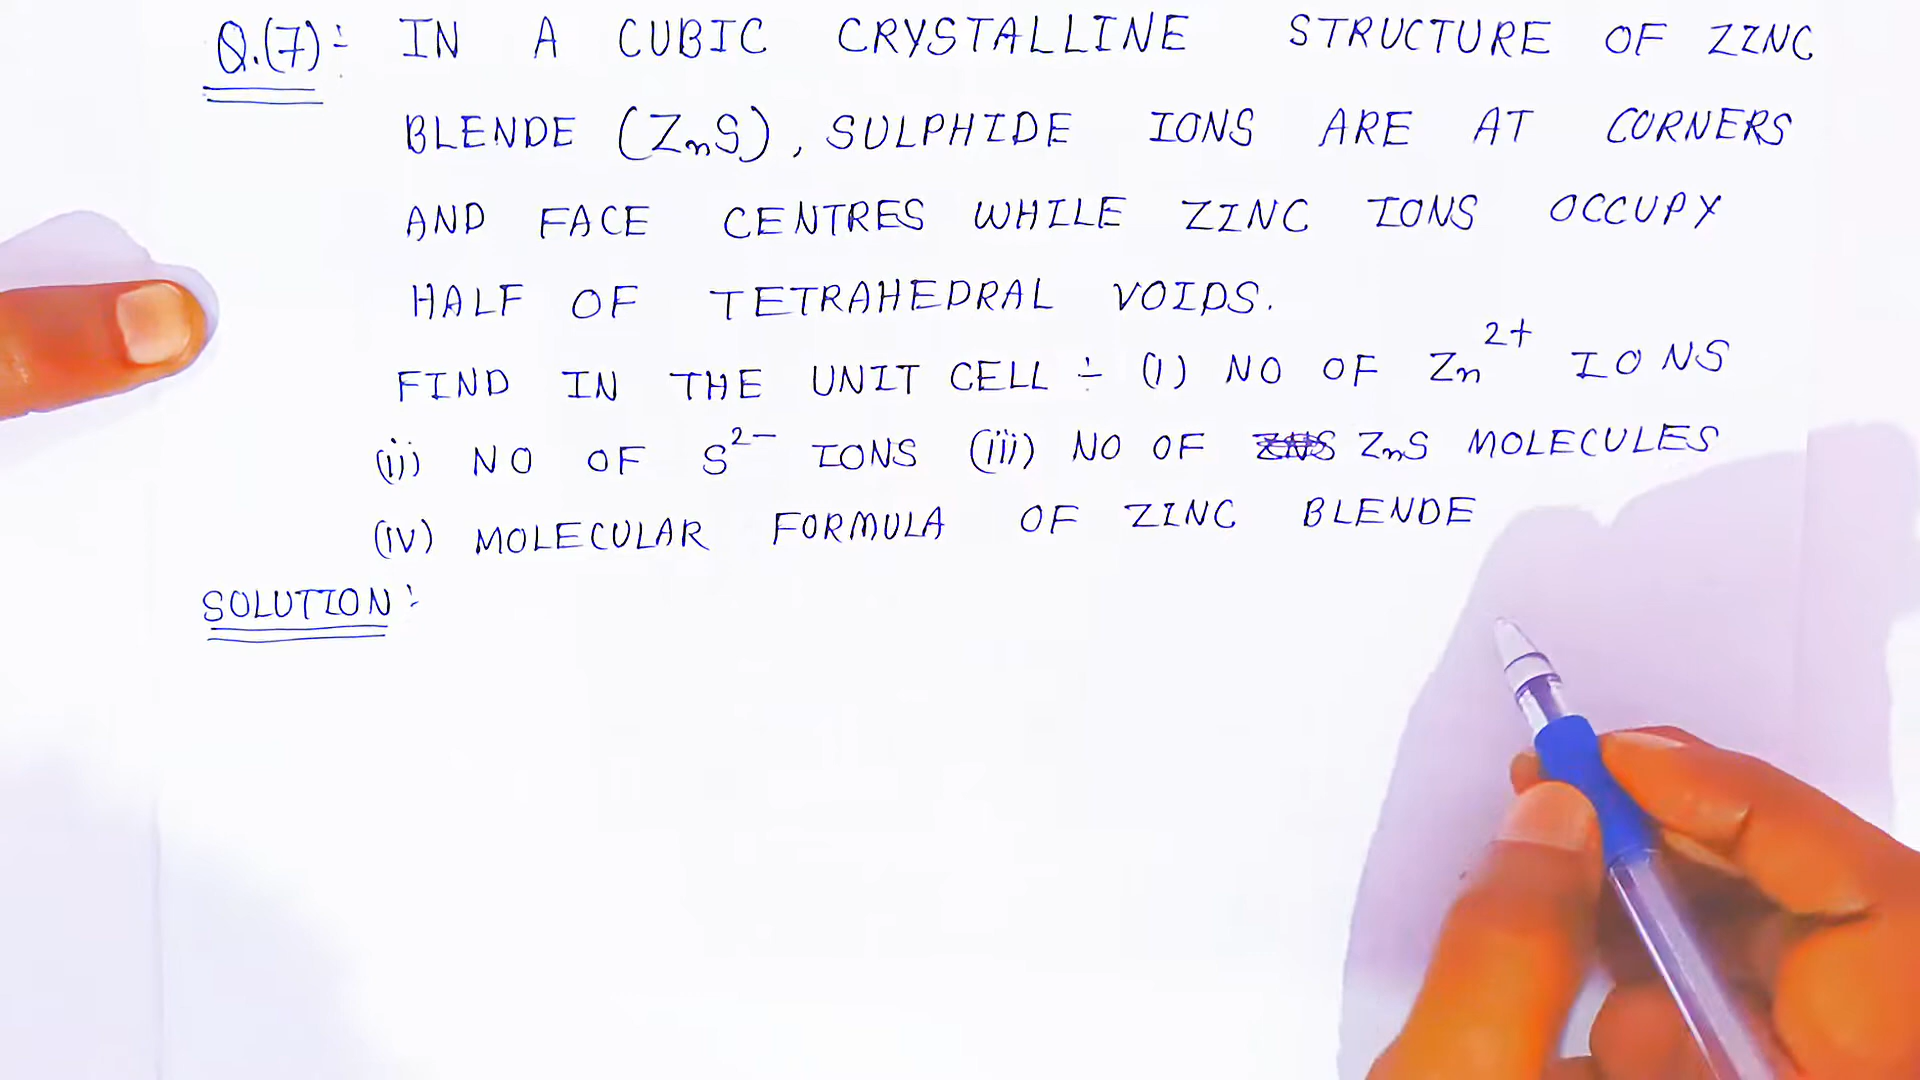 Q.(7):- IN A CUBIC CRYSTALLINE STRUCTURE OF ZINC
BLENDE (ZnS), SULPHIDE IONS ARE AT CORNERS
AND FACE CENTRES WHILE ZINC IONS OCCUPY
HALF OF TETRAHEDRAL VOIDS.
FIND IN THE UNIT CELL :- (i) NO OF Zn²⁺ IONS
(ii) NO OF S²⁻ IONS (iii) NO OF ZnS MOLECULES
(iv) MOLECULAR FORMULA OF ZINC BLENDE
SOLUTION :-